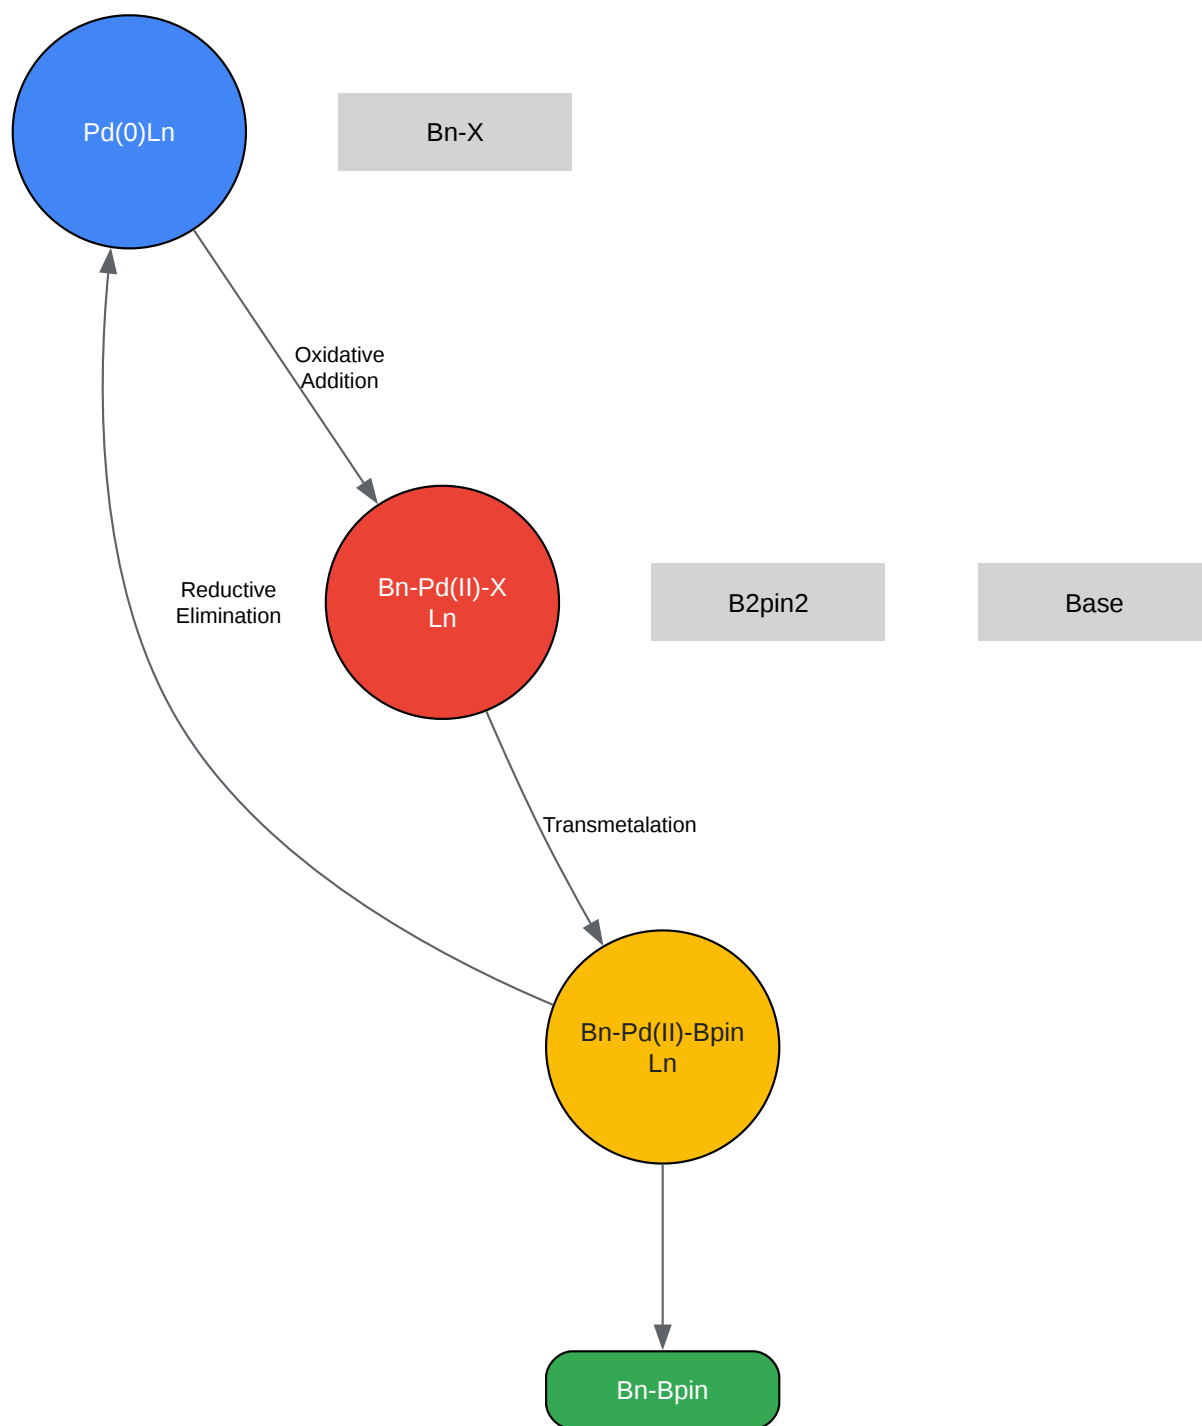 Pd(0)Ln
Bn-X
Oxidative
Addition
Reductive
Elimination
Bn-Pd(II)-X
Ln
B2pin2
Base
Transmetalation
Bn-Pd(II)-Bpin
Ln
Bn-Bpin